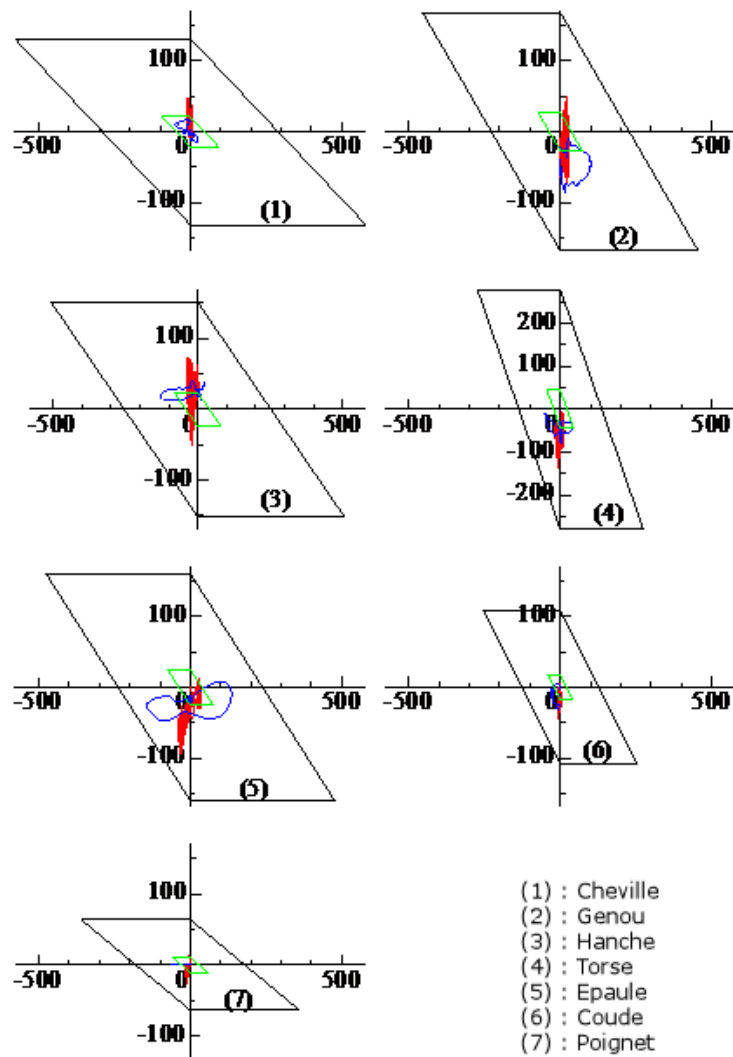 100
-500 0 500
-100
(1)
100
-500 0 500
-100
(2)
100
-500 0 500
-100
(3)
200
100
-500 0 500
-100
-200
(4)
100
-500 0 500
-100
(5)
100
-500 0 500
-100
(6)
100
-500 0 500
-100
(7)
(1) : Cheville
(2) : Genou
(3) : Hanche
(4) : Torse
(5) : Epaule
(6) : Coude
(7) : Poignet